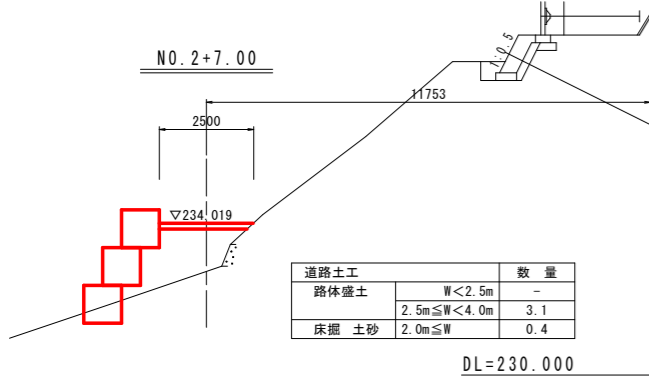 NO.2+7.00
1:0.5
11753
2500
▽234,019
道路土工 数 量
路体盛土 W<2.5m -
2.5m≦W<4.0m 3.1
床掘 土砂 2.0m≦W 0.4
DL=230.000